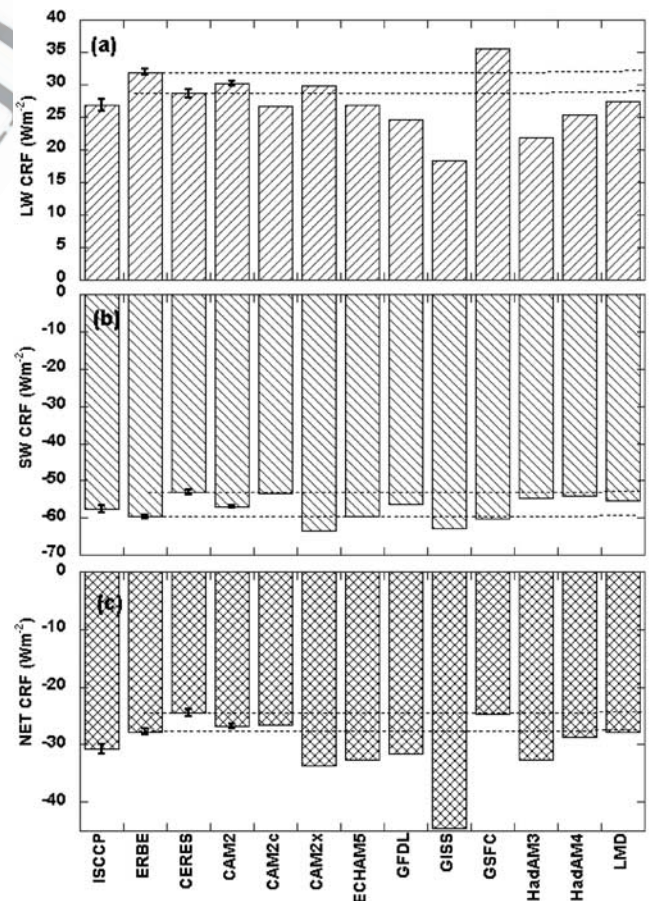 40
35
30
25
20
15
10
5
0
LW CRF (Wm-2)
(a)
0
-10
-20
-30
-40
-50
-60
-70
SW CRF (Wm-2)
(b)
0
-10
-20
-30
-40
NET CRF (Wm-2)
(c)
ISCCP
ERBE
CERES
CAM2
CAM2c
CAM2X
ECHAM5
GFDL
GISS
GSFC
HadAM3
HadAM4
LMD